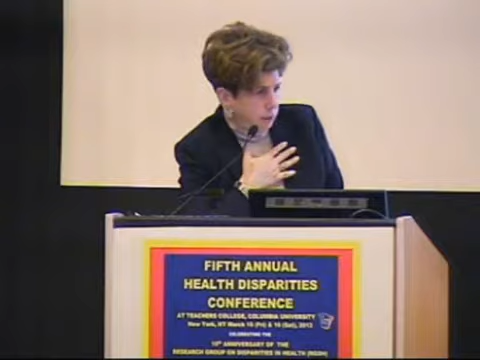 FIFTH ANNUAL
HEALTH DISPARITIES
CONFERENCE
AT TEACHERS COLLEGE, COLUMBIA UNIVERSITY
New York, NY March 15 (Fri) & 16 (Sat), 2013
CELEBRATING THE
10th ANNIVERSARY OF THE
RESEARCH GROUP ON DISPARITIES IN HEALTH (RGDH)